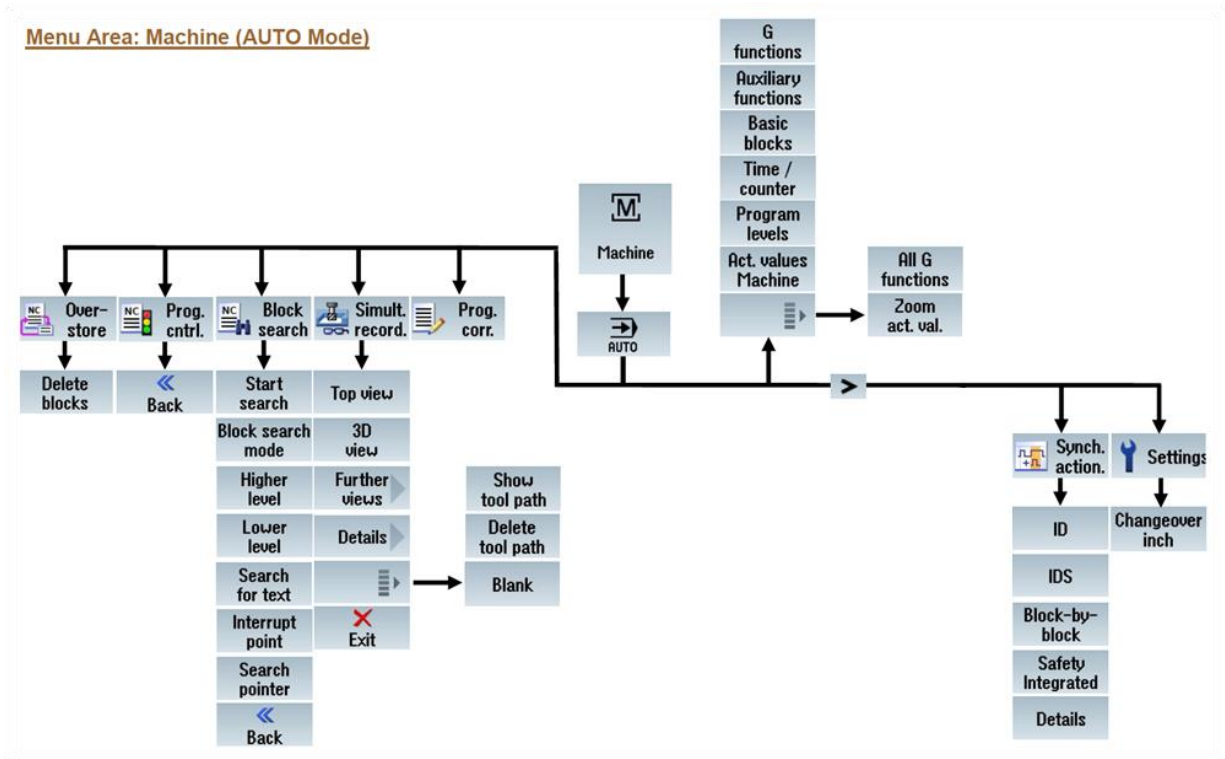 Menu Area: Machine (AUTO Mode)
G
functions
Auxiliary
functions
Basic
blocks
Time /
counter
Program
levels
Act. values
Machine
All G
functions
Zoom
act. val.
M
Machine
AUTO
>
NC
Over-
store
NC
Prog.
cntrl.
NC
Block
search
Simult.
record.
Prog.
corr.
Delete
blocks
Back
Start
search
Block search
mode
Higher
level
Lower
level
Search
for text
Interrupt
point
Search
pointer
Back
Top view
3D
view
Further
views
Details
Exit
Show
tool path
Delete
tool path
Blank
Synch.
action.
Settings
ID
IDS
Block-by-
block
Safety
Integrated
Details
Changeover
inch